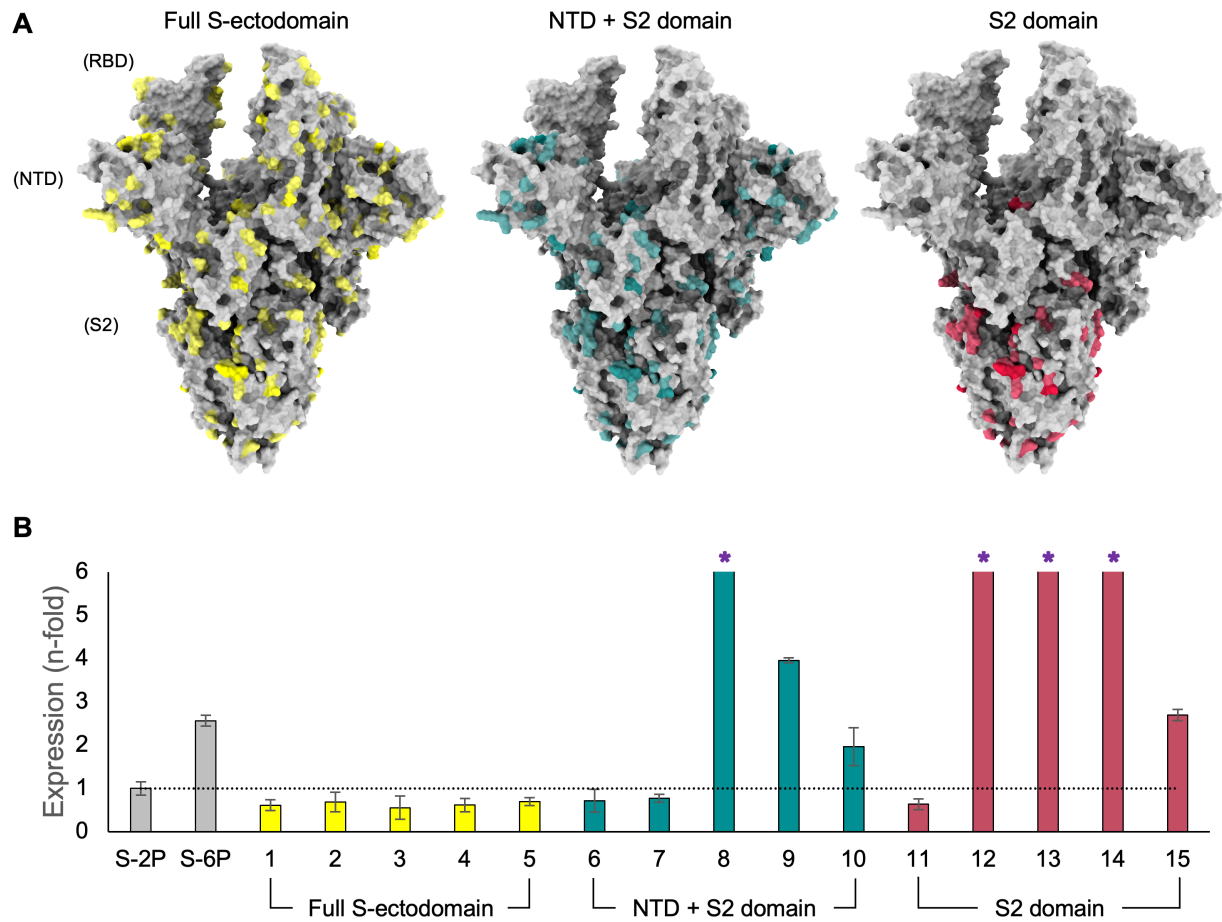 A
Full S-ectodomain
NTD + S2 domain
S2 domain
(RBD)
(NTD)
(S2)
B
Expression (n-fold)
6
5
4
3
2
1
0
* * * *
S-2P S-6P 1 2 3 4 5 6 7 8 9 10 11 12 13 14 15
Full S-ectodomain NTD + S2 domain S2 domain